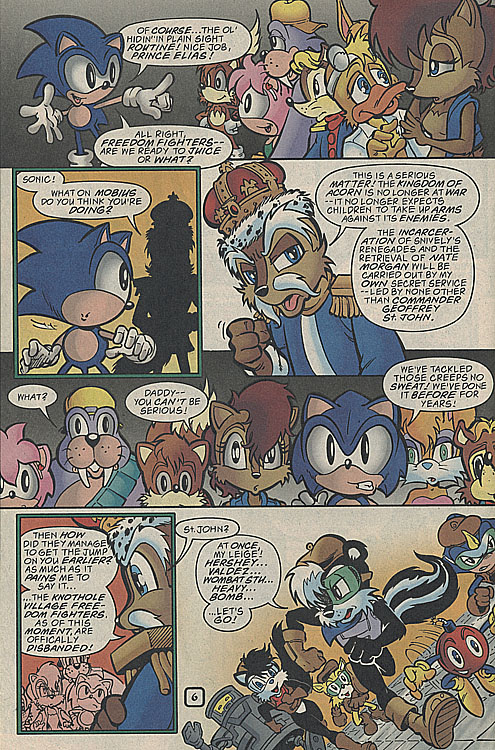 OF COURSE...THE OL'
HIDIN' IN PLAIN SIGHT
ROUTINE! NICE JOB,
PRINCE ELIAS!
ALL RIGHT,
FREEDOM FIGHTERS--
ARE WE READY TO JUICE
OR WHAT?
SONIC!
WHAT ON MOBIUS
DO YOU THINK YOU'RE
DOING?
THIS IS A SERIOUS
MATTER! THE KINGDOM OF
ACORN IS NO LONGER AT WAR
--IT NO LONGER EXPECTS
CHILDREN TO TAKE UP ARMS
AGAINST ITS ENEMIES.
THE INCARCER-
ATION OF SNIVELY'S
RENEGADES AND THE
RETRIEVAL OF NATE
MORGAN WILL BE
CARRIED OUT BY MY
OWN SECRET SERVICE
--LED BY NONE OTHER
THAN COMMANDER
GEOFFREY
ST. JOHN.
WHAT?
DADDY--
YOU CAN'T BE
SERIOUS!
WE'VE TACKLED
THOSE CREEPS NO
SWEAT! WE'VE DONE
IT BEFORE FOR
YEARS!
THEN HOW
DID THEY MANAGE
TO GET THE JUMP
ON YOU EARLIER?
AS MUCH AS IT
PAINS ME TO
SAY IT...
...THE KNOTHOLE
VILLAGE FREE-
DOM FIGHTERS,
AS OF THIS
MOMENT, ARE
OFFICALLY
DISBANDED!
ST. JOHN?
AT ONCE,
MY LEIGE!
HERSHEY...
VALDEZ...
WOMBAT STU...
HEAVY...
BOMB...
...LET'S
GO!
6